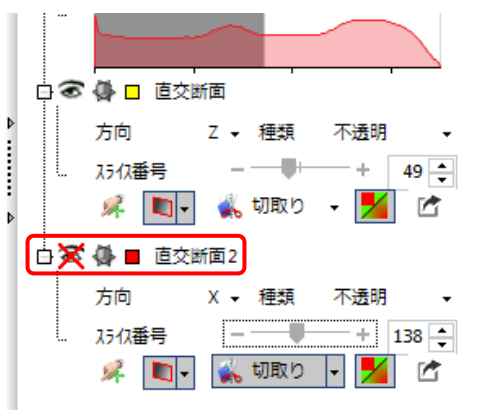 直交断面
方向 Z 種類 不透明
ｽﾗｲｽ番号 49
切取り
直交断面2
方向 X 種類 不透明
ｽﾗｲｽ番号 138
切取り